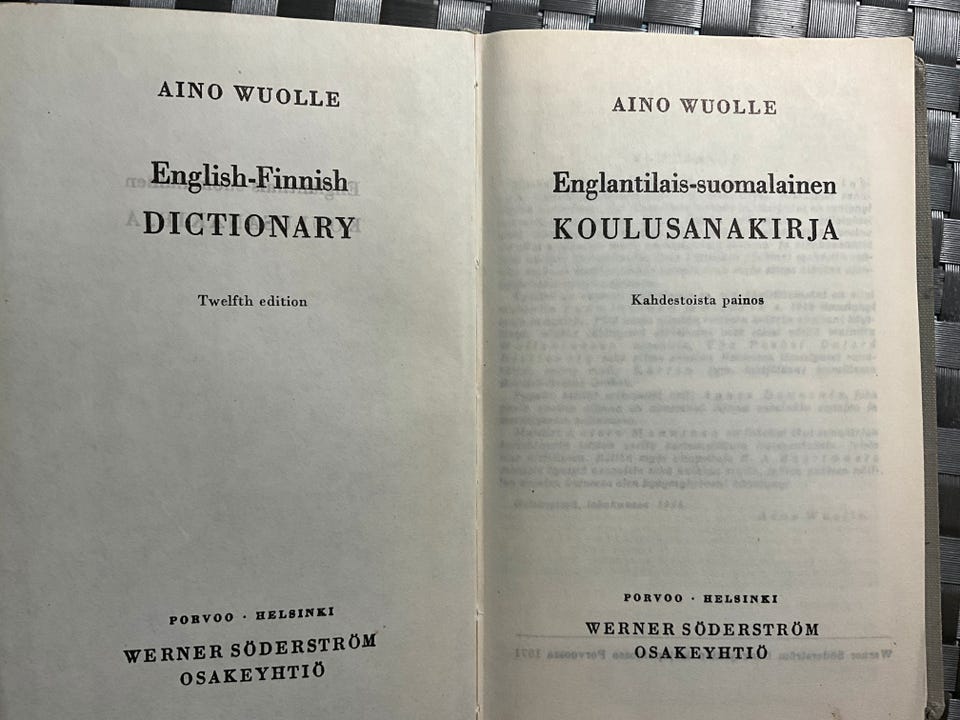 AINO WUOLLE
English-Finnish
DICTIONARY
Twelfth edition
PORVOO · HELSINKI
WERNER SÖDERSTRÖM
OSAKEYHTIÖ
AINO WUOLLE
Englantilais-suomalainen
KOULUSANAKIRJA
Kahdestoista painos
PORVOO · HELSINKI
WERNER SÖDERSTRÖM
OSAKEYHTIÖ